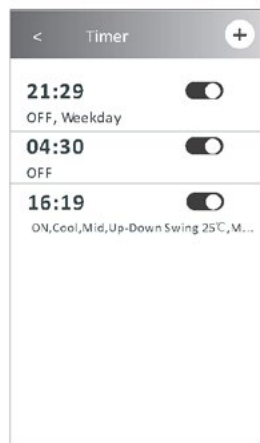 < Timer +
21:29
OFF, Weekday
04:30
OFF
16:19
ON,Cool,Mid,Up-Down Swing 25℃,M...